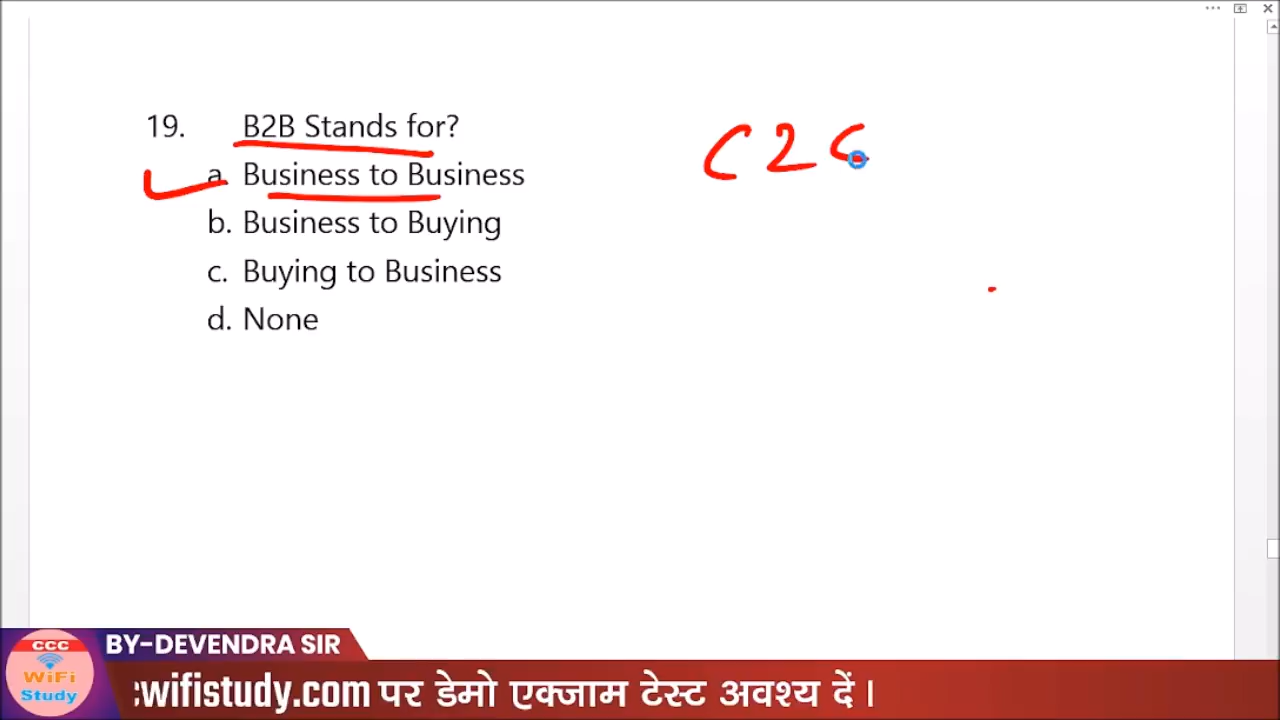 19. B2B Stands for?
a. Business to Business
b. Business to Buying
c. Buying to Business
d. None
C 2 C
BY-DEVENDRA SIR
CCC
WiFi
Study
:wifistudy.com पर डेमो एक्जाम टेस्ट अवश्य दें।